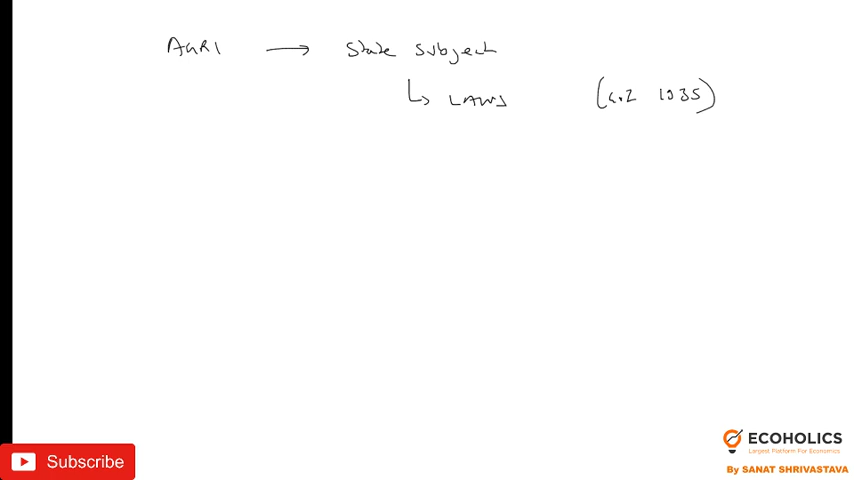 AGRI → State subject
↳ LAWS (G.I 1935)
ECOHOLICS
Largest Platform For Economics
Subscribe
By SANAT SHRIVASTAVA